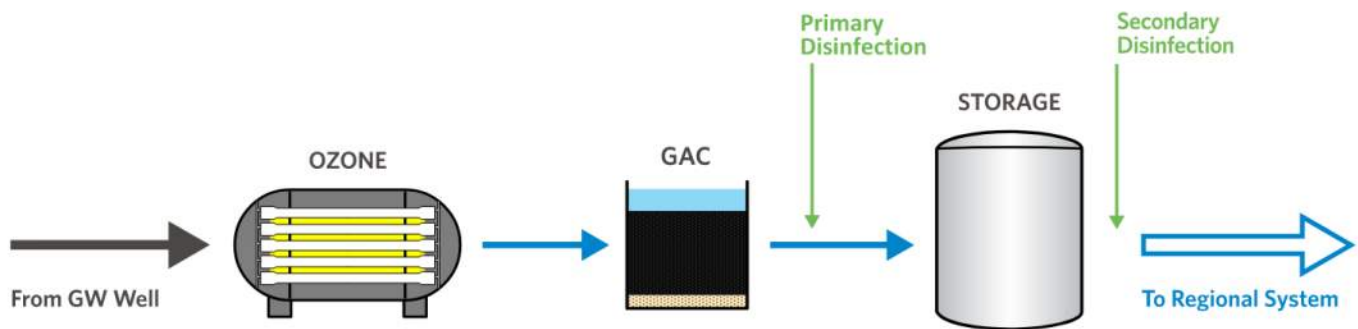 Primary
Disinfection
Secondary
Disinfection
STORAGE
OZONE
GAC
From GW Well
To Regional System